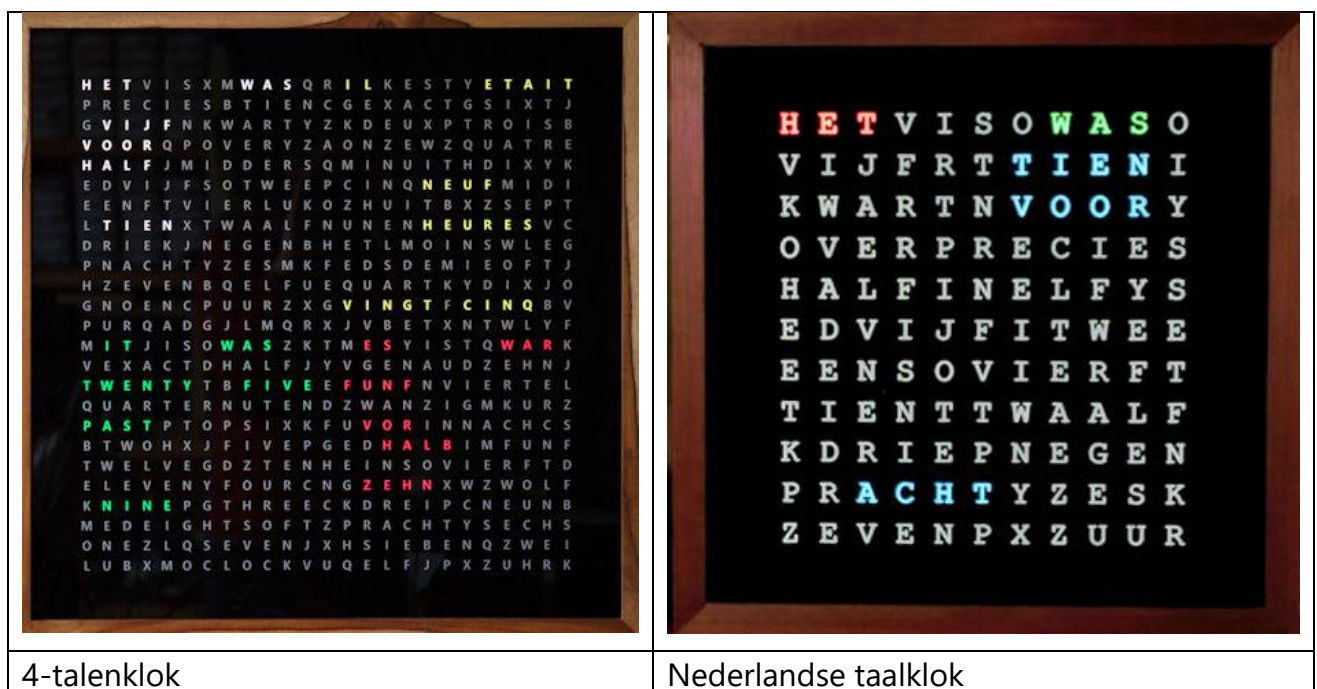 H E T V I S X M W A S Q R I L K E S T Y E T A I T
P R E C I E S B T I E N C G E X A C T G S I X T J
G V I J F N K W A R T Y Z K D E U X P T R O I S B
V O O R Q P O V E R Y Z A O N Z E W Z Q U A T R E
H A L F J M I D D E R S Q M I N U I T H D I X Y K
E D V I J F S O T W E E P C I N Q N E U F M I D I
E E N F T V I E R L U K O Z H U I T B X Z S E P T
L T I E N X T W A A L F N U N E N H E U R E S V C
D R I E K J N E G E N B H E T L M O I N S W L E G
P N A C H T Y Z E S M K F E D S D E M I E O F T J
H Z E V E N B Q E L F U E Q U A R T K Y D I X J O
G N O E N C P U U R Z X G V I N G T F C I N Q B V
P U R Q A D G J L M Q R X J V B E T X N T W L Y F
M I T J I S O W A S Z K T M E S Y I S T Q W A R K
V E X A C T D H A L F J Y V G E N A U D Z E H N J
T W E N T Y T B F I V E E F U N F N V I E R T E L
Q U A R T E R N U T E N D Z W A N Z I G M K U R Z
P A S T P T O P S I X K F U V O R I N N A C H C S
B T W O H X J F I V E P G E D H A L B I M F U N F
T W E L V E G D Z T E N H E I N S O V I E R F T D
E L E V E N Y F O U R C N G Z E H N X W Z W O L F
K N I N E P G T H R E E C K D R E I P C N E U N B
M E D E I G H T S O F T Z P R A C H T Y S E C H S
O N E Z L Q S E V E N J X H S I E B E N Q Z W E I
L U B X M O C L O C K V U Q E L F J P X Z U H R K
4-talenklok
H E T V I S O W A S O
V I J F R T T I E N I
K W A R T N V O O R Y
O V E R P R E C I E S
H A L F I N E L F Y S
E D V I J F I T W E E
E E N S O V I E R F T
T I E N T T W A A L F
K D R I E P N E G E N
P R A C H T Y Z E S K
Z E V E N P X Z U U R
Nederlandse taalklok